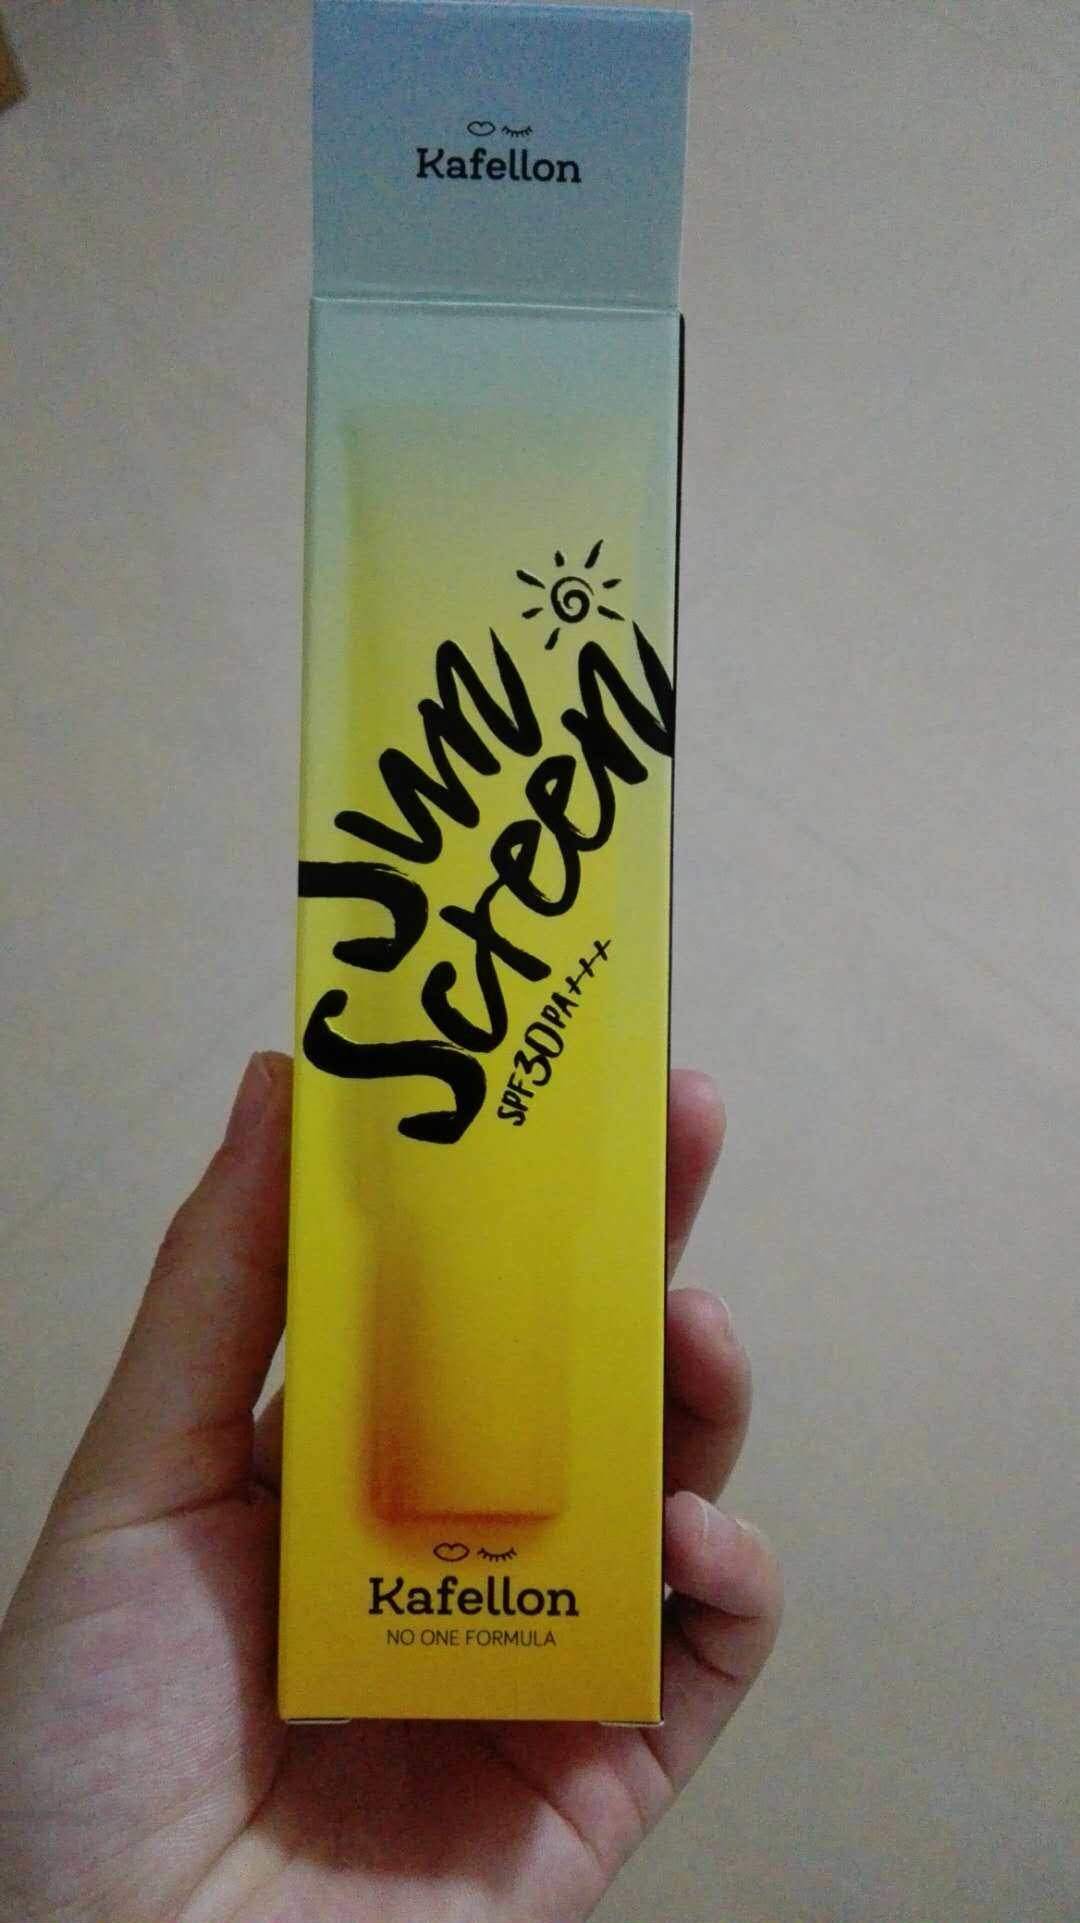 Kafellon
Sun
Screen
SPF30PA+++
Kafellon
NO ONE FORMULA